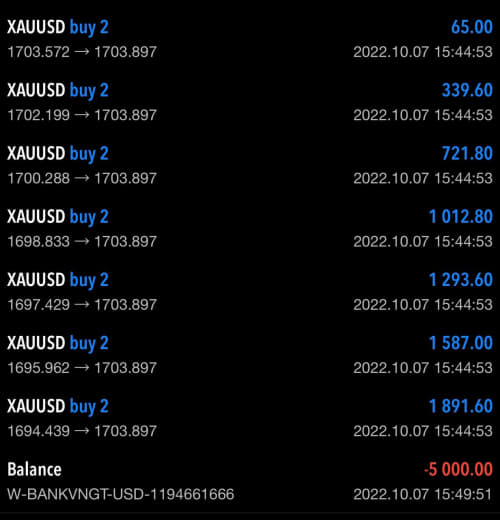 XAUUSD buy 2 65.00
1703.572 → 1703.897 2022.10.07 15:44:53
XAUUSD buy 2 339.60
1702.199 → 1703.897 2022.10.07 15:44:53
XAUUSD buy 2 721.80
1700.288 → 1703.897 2022.10.07 15:44:53
XAUUSD buy 2 1 012.80
1698.833 → 1703.897 2022.10.07 15:44:53
XAUUSD buy 2 1 293.60
1697.429 → 1703.897 2022.10.07 15:44:53
XAUUSD buy 2 1 587.00
1695.962 → 1703.897 2022.10.07 15:44:53
XAUUSD buy 2 1 891.60
1694.439 → 1703.897 2022.10.07 15:44:53
Balance -5 000.00
W-BANKVNGT-USD-1194661666 2022.10.07 15:49:51